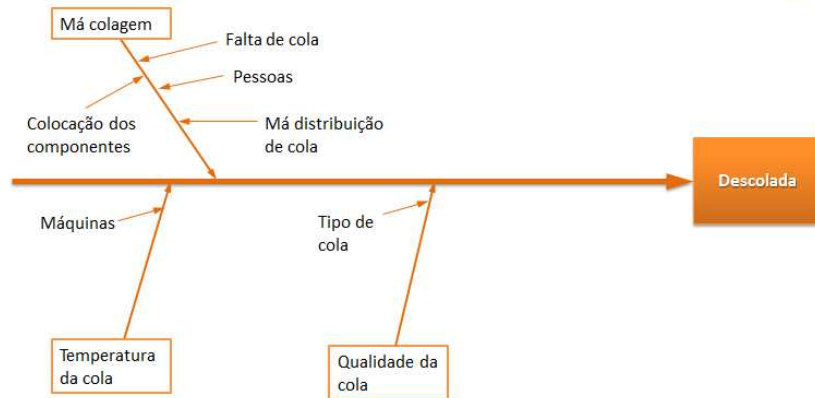 Má colagem
Falta de cola
Pessoas
Colocação dos
componentes
Má distribuição
de cola
Descolada
Máquinas
Tipo de
cola
Temperatura
da cola
Qualidade da
cola